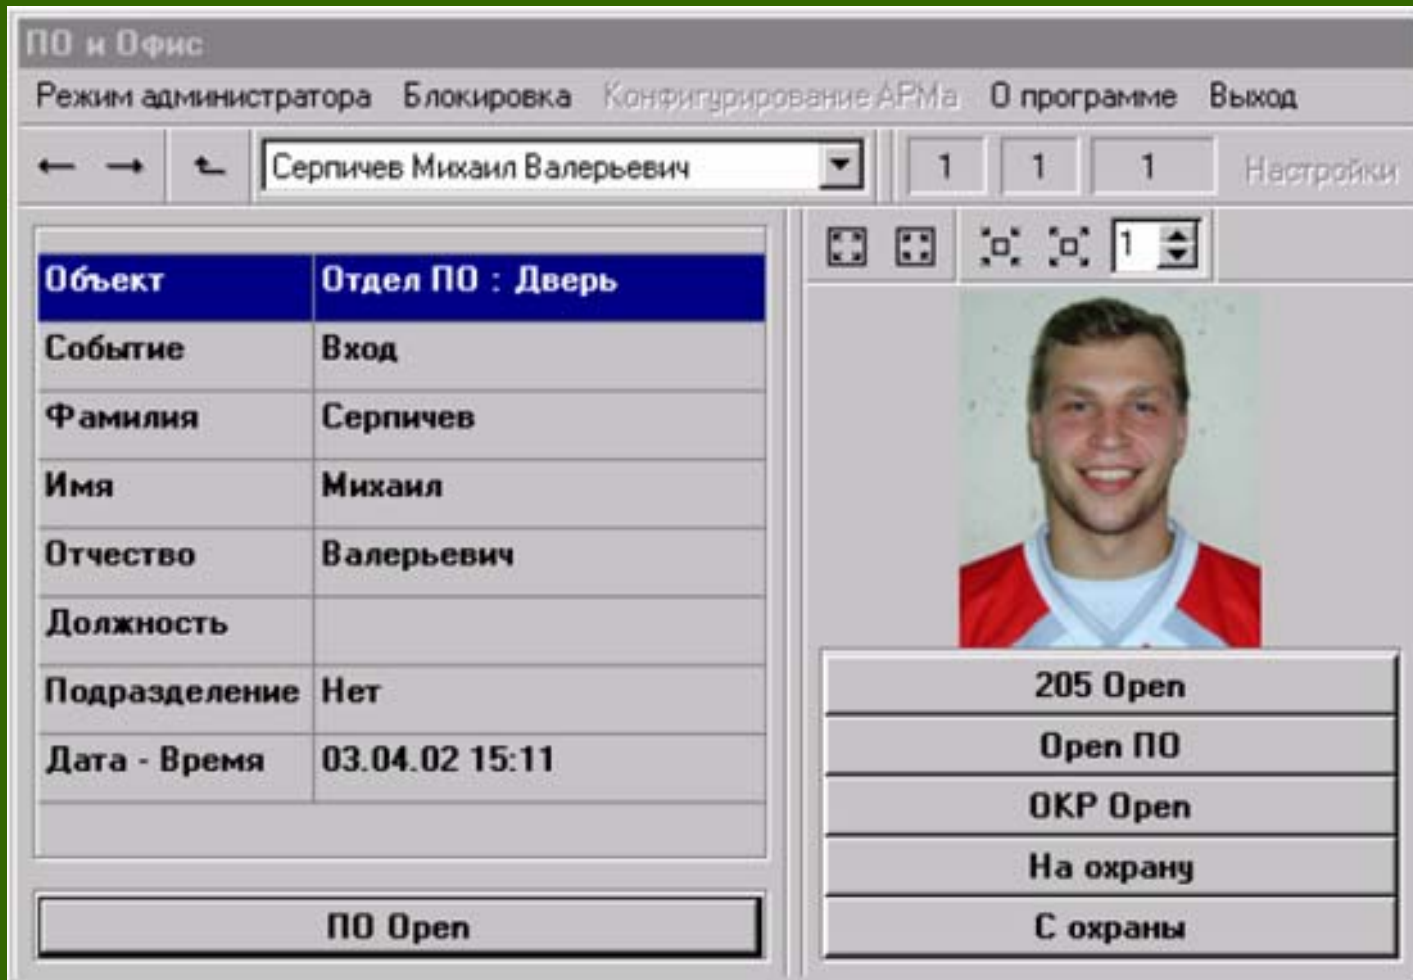 ПО и Офис
Режим администратора Блокировка Конфигурирование АРМа О программе Выход
Серпичев Михаил Валерьевич 1 1 1 Настройки
1
Объект Отдел ПО : Дверь
Событие Вход
Фамилия Серпичев
Имя Михаил
Отчество Валерьевич
Должность
Подразделение Нет
Дата - Время 03.04.02 15:11
ПО Open
205 Open
Open ПО
ОКР Open
На охрану
С охраны